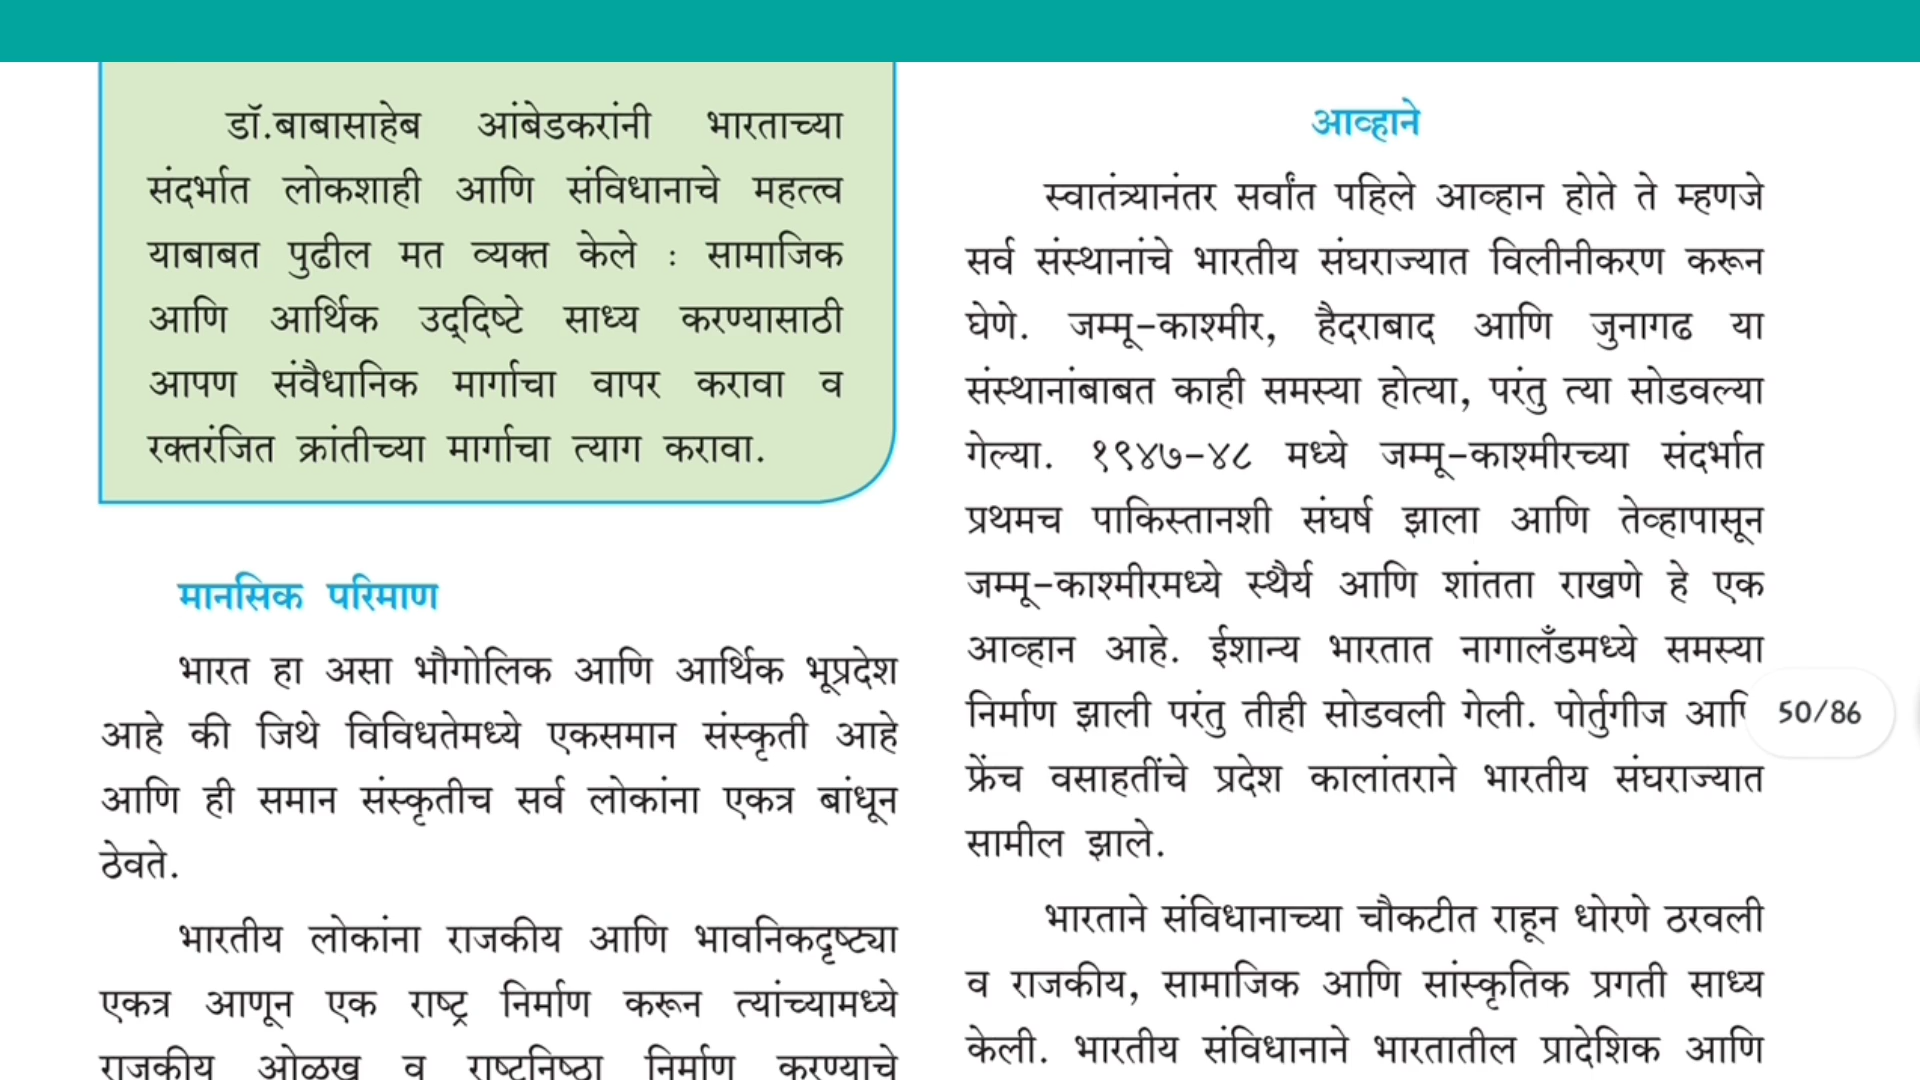 डॉ.बाबासाहेब आंबेडकरांनी भारताच्या
संदर्भात लोकशाही आणि संविधानाचे महत्त्व
याबाबत पुढील मत व्यक्त केले : सामाजिक
आणि आर्थिक उद्‌दिष्टे साध्य करण्यासाठी
आपण संवैधानिक मार्गाचा वापर करावा व
रक्तरंजित क्रांतीच्या मार्गाचा त्याग करावा.
मानसिक परिमाण
भारत हा असा भौगोलिक आणि आर्थिक भूप्रदेश
आहे की जिथे विविधतेमध्ये एकसमान संस्कृती आहे
आणि ही समान संस्कृतीच सर्व लोकांना एकत्र बांधून
ठेवते.
भारतीय लोकांना राजकीय आणि भावनिकदृष्ट्या
एकत्र आणून एक राष्ट्र निर्माण करून त्यांच्यामध्ये
राजकीय ओळख व राष्ट्रनिष्ठा निर्माण करण्याचे
आव्हाने
स्वातंत्र्यानंतर सर्वांत पहिले आव्हान होते ते म्हणजे
सर्व संस्थानांचे भारतीय संघराज्यात विलीनीकरण करून
घेणे. जम्मू-काश्मीर, हैदराबाद आणि जुनागढ या
संस्थानांबाबत काही समस्या होत्या, परंतु त्या सोडवल्या
गेल्या. १९४७-४८ मध्ये जम्मू-काश्मीरच्या संदर्भात
प्रथमच पाकिस्तानशी संघर्ष झाला आणि तेव्हापासून
जम्मू-काश्मीरमध्ये स्थैर्य आणि शांतता राखणे हे एक
आव्हान आहे. ईशान्य भारतात नागालँडमध्ये समस्या
निर्माण झाली परंतु तीही सोडवली गेली. पोर्तुगीज आणि
फ्रेंच वसाहतींचे प्रदेश कालांतराने भारतीय संघराज्यात
सामील झाले.
भारताने संविधानाच्या चौकटीत राहून धोरणे ठरवली
व राजकीय, सामाजिक आणि सांस्कृतिक प्रगती साध्य
केली. भारतीय संविधानाने भारतातील प्रादेशिक आणि
50/86